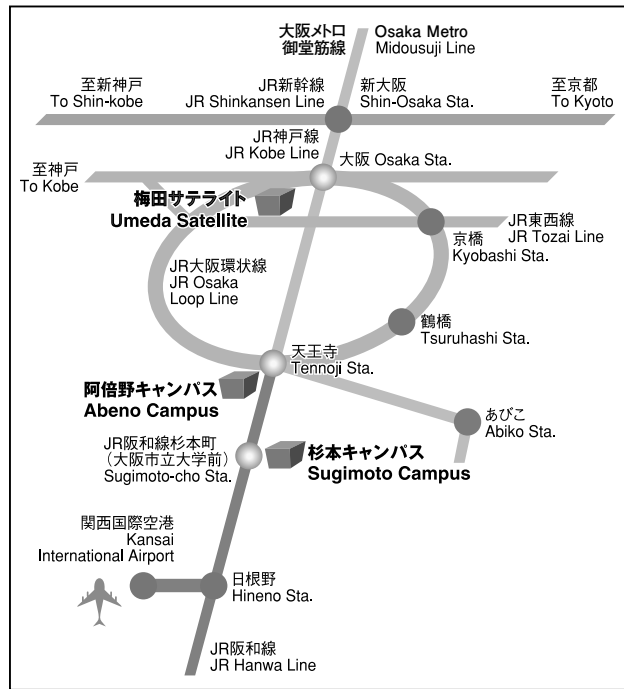 大阪メトロ
御堂筋線
Osaka Metro
Midousuji Line
至新神戸
To Shin-kobe
JR新幹線
JR Shinkansen Line
新大阪
Shin-Osaka Sta.
至京都
To Kyoto
JR神戸線
JR Kobe Line
大阪 Osaka Sta.
至神戸
To Kobe
梅田サテライト
Umeda Satellite
JR東西線
JR Tozai Line
京橋
Kyobashi Sta.
JR大阪環状線
JR Osaka
Loop Line
鶴橋
Tsuruhashi Sta.
天王寺
Tennoji Sta.
阿倍野キャンパス
Abeno Campus
あびこ
Abiko Sta.
JR阪和線杉本町
（大阪市立大学前）
Sugimoto-cho Sta.
杉本キャンパス
Sugimoto Campus
関西国際空港
Kansai
International Airport
日根野
Hineno Sta.
JR阪和線
JR Hanwa Line